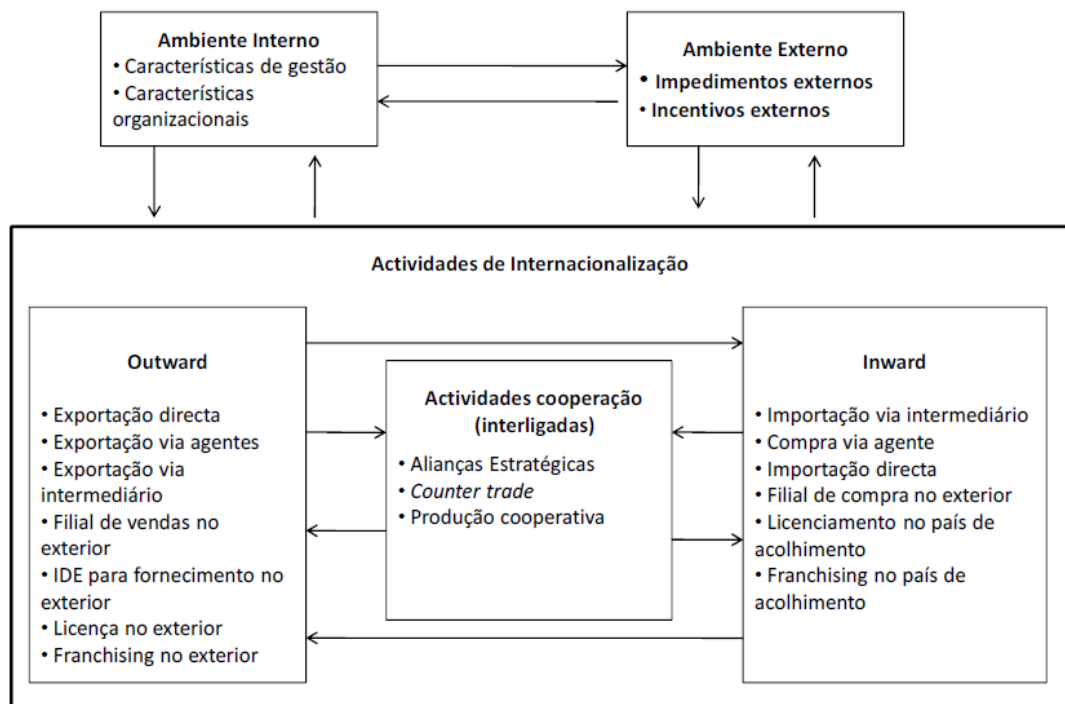 Ambiente Interno
• Características de gestão
• Características
organizacionais
Ambiente Externo
• Impedimentos externos
• Incentivos externos
Actividades de Internacionalização
Outward
• Exportação directa
• Exportação via agentes
• Exportação via
intermediário
• Filial de vendas no
exterior
• IDE para fornecimento no
exterior
• Licença no exterior
• Franchising no exterior
Actividades cooperação
(interligadas)
• Alianças Estratégicas
• Counter trade
• Produção cooperativa
Inward
• Importação via intermediário
• Compra via agente
• Importação directa
• Filial de compra no exterior
• Licenciamento no país de
acolhimento
• Franchising no país de
acolhimento